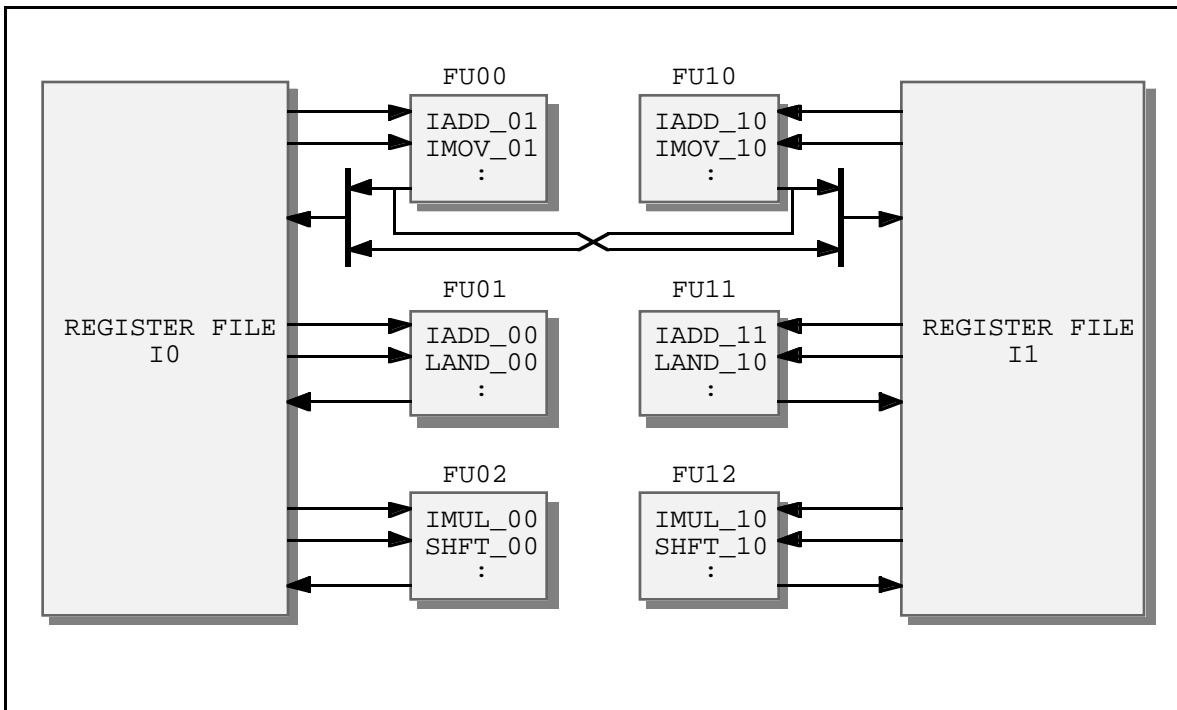 FU00
FU10
IADD_01
IMOV_01
:
IADD_10
IMOV_10
:
REGISTER FILE
I0
FU01
FU11
IADD_00
LAND_00
:
IADD_11
LAND_10
:
REGISTER FILE
I1
FU02
FU12
IMUL_00
SHFT_00
:
IMUL_10
SHFT_10
: